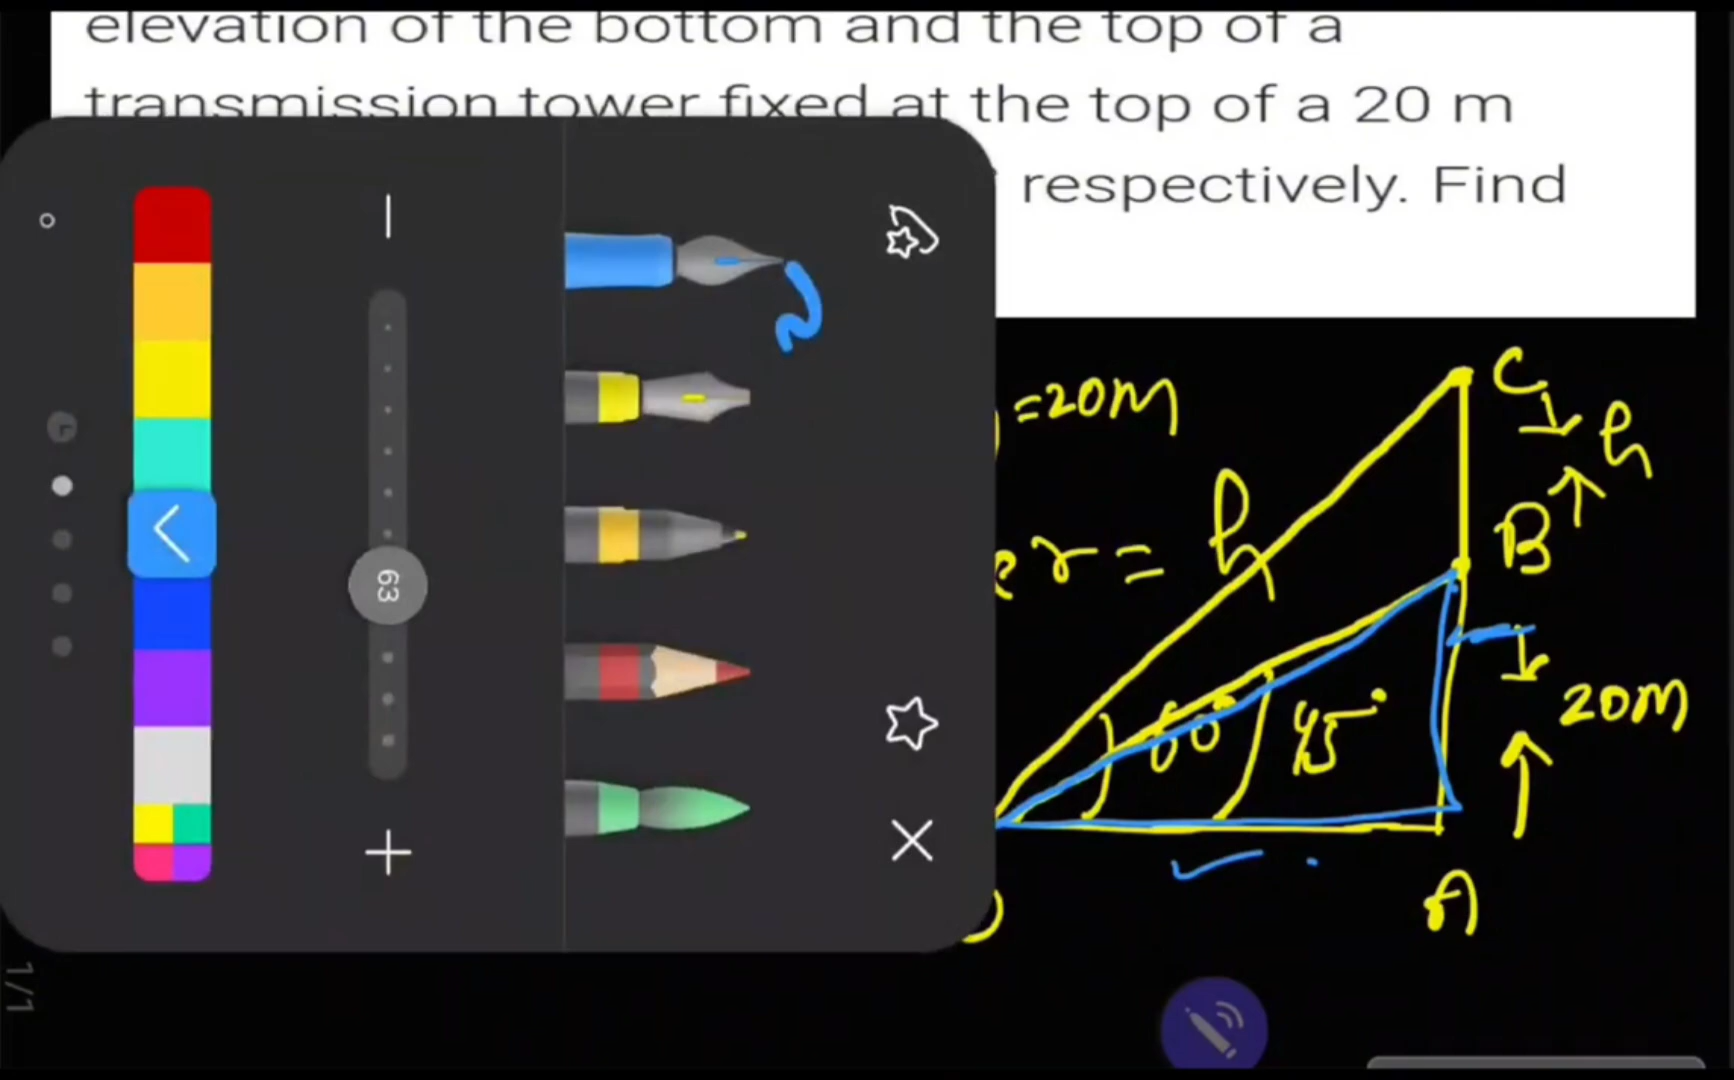 elevation of the bottom and the top of a
transmission tower fixed at the top of a 20 m
respectively. Find
=20m
C
h
er = h
B
60°
45°
20m
A
63
1/1